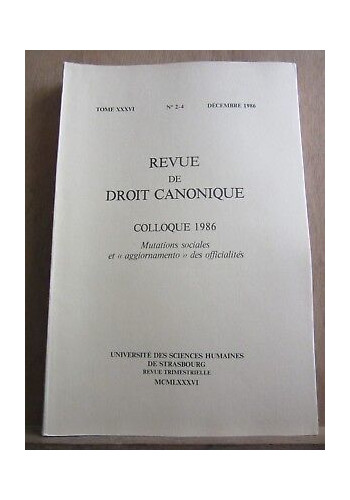 TOME XXXVI N° 2-4 DÉCEMBRE 1986
REVUE
DE
DROIT CANONIQUE
COLLOQUE 1986
Mutations sociales
et « aggiornamento » des officialités
UNIVERSITÉ DES SCIENCES HUMAINES
DE STRASBOURG
REVUE TRIMESTRIELLE
MCMLXXXVI